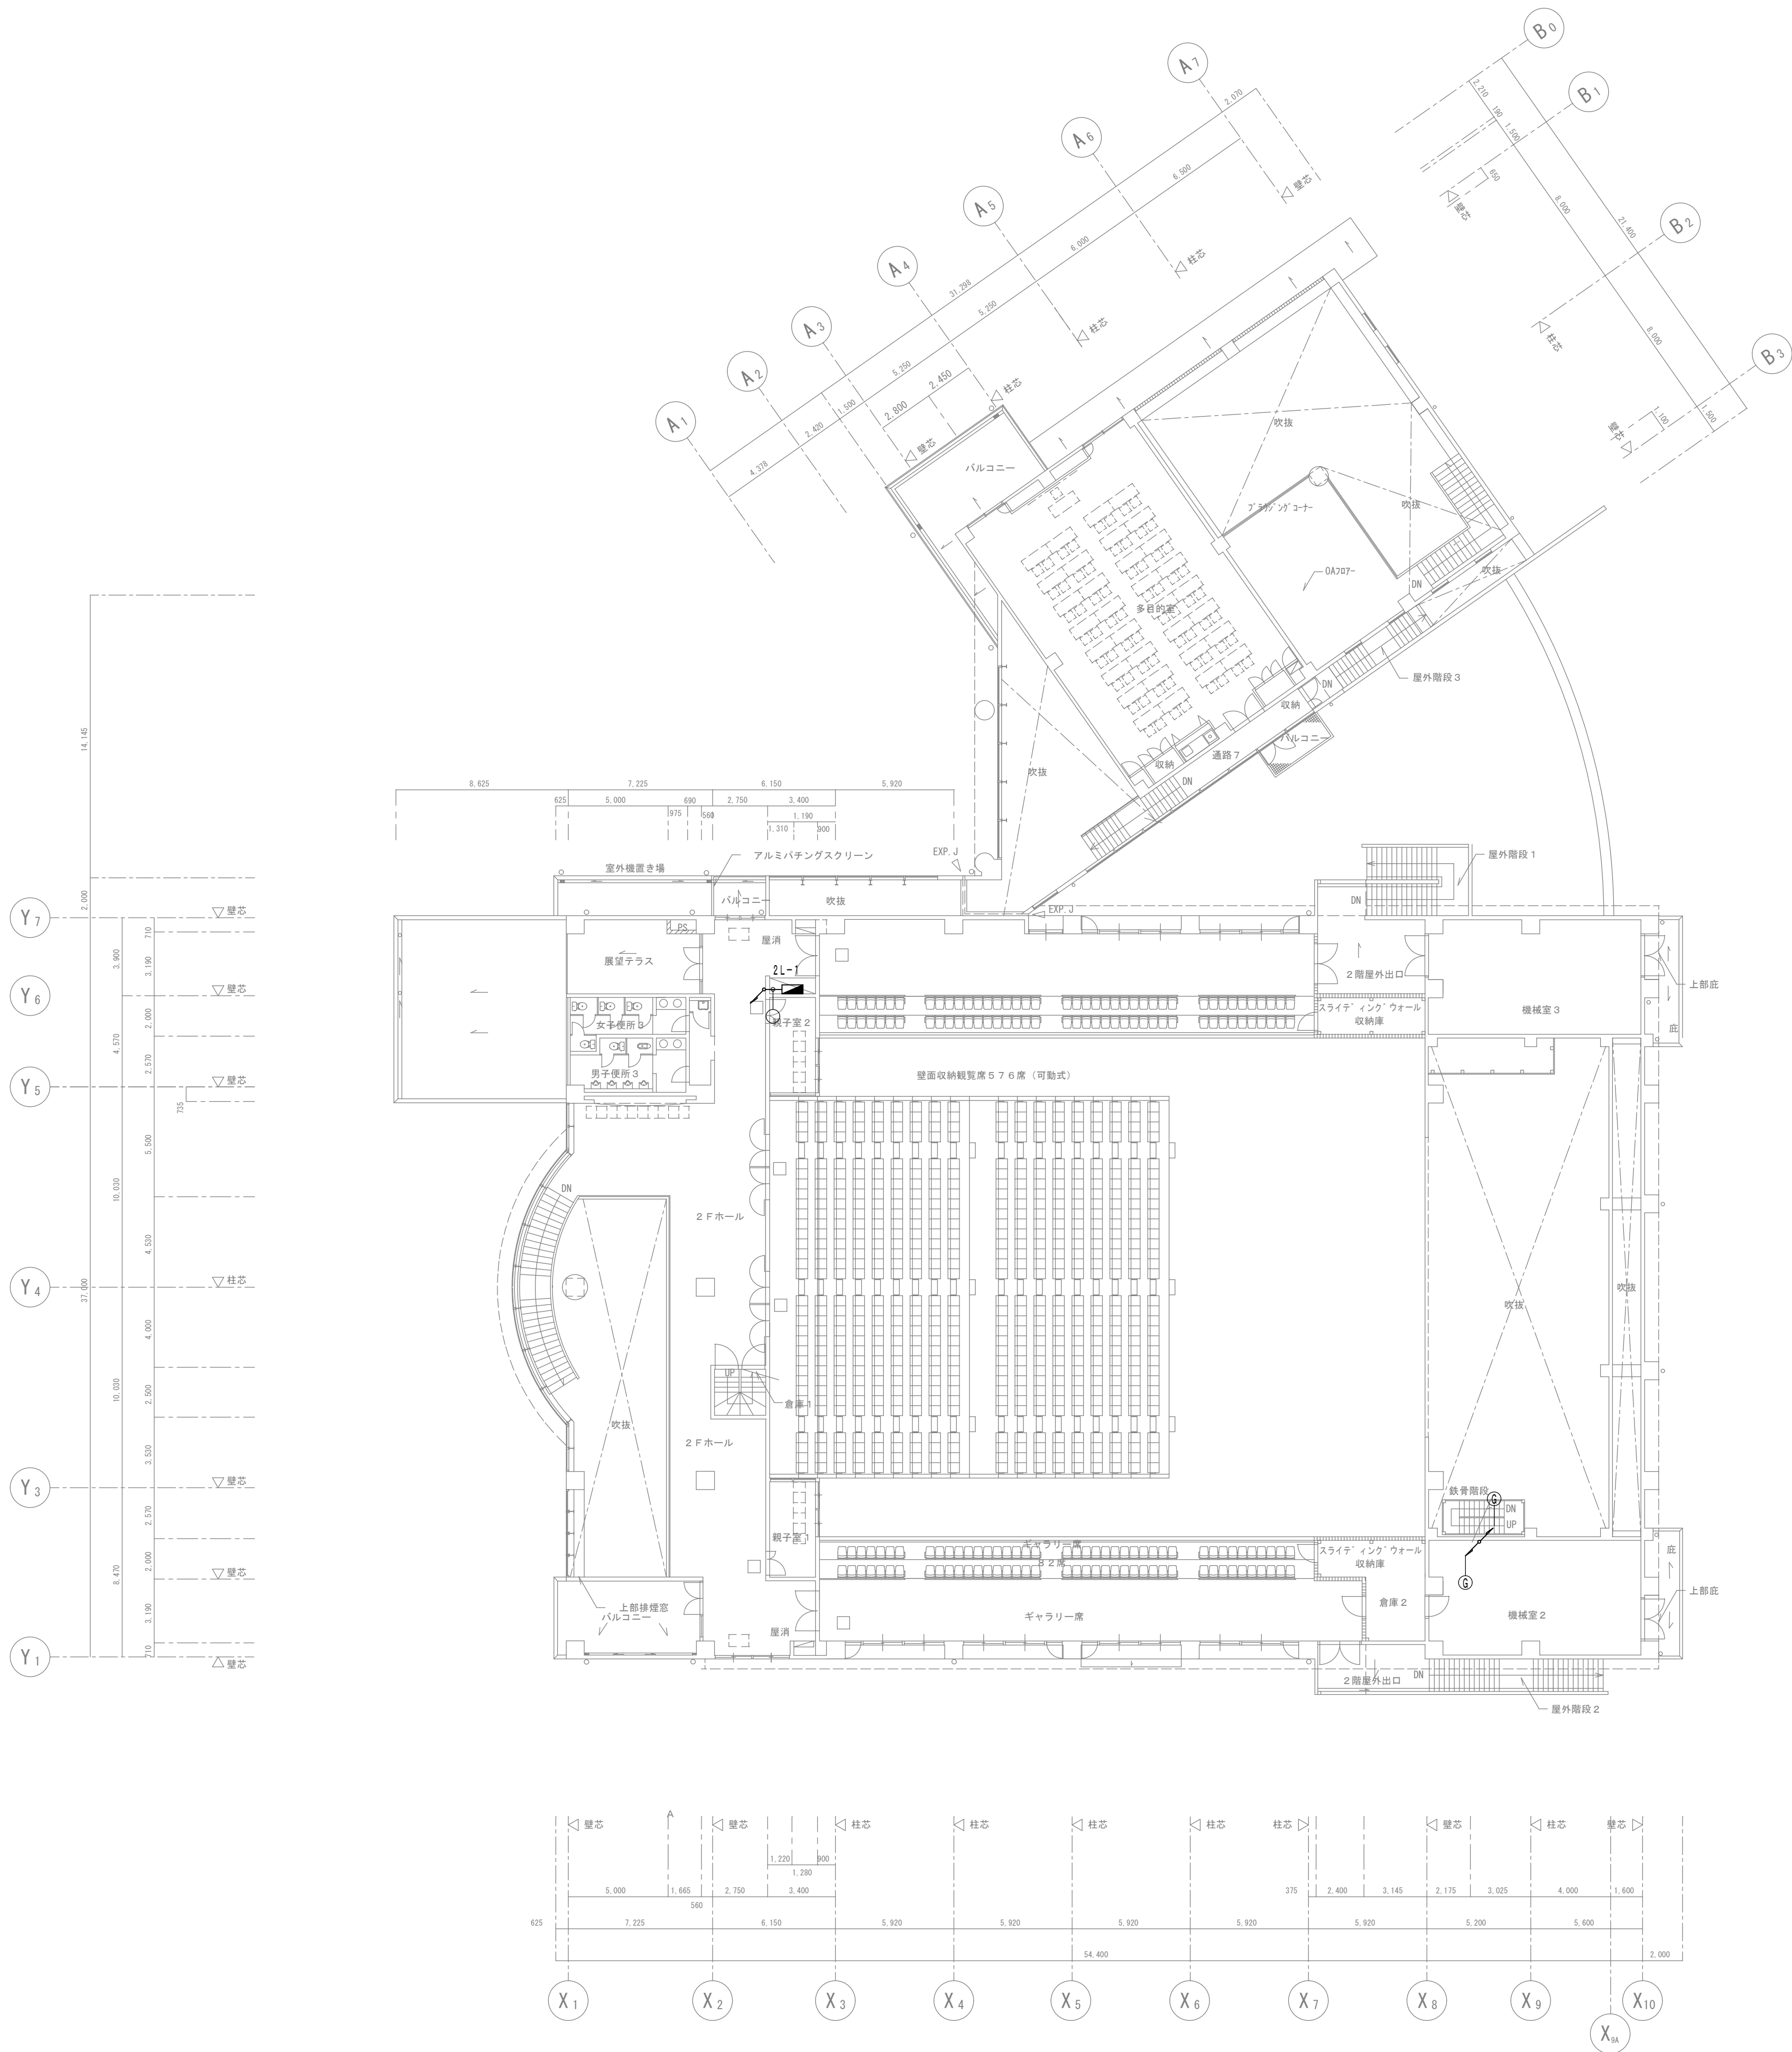 A1
A2
A3
A4
A5
A6
A7
B0
B1
B2
B3
2,070
6,500
6,000
31,298
5,250
5,250
2,450
2,800
1,500
2,420
4,378
2,210
190
1,500
650
8,000
21,400
8,000
100
1,500
壁芯
柱芯
柱芯
柱芯
壁芯
壁芯
柱芯
壁芯
バルコニー
吹抜
ブラウジングコーナー
吹抜
OAフロアー
DN
吹抜
多目的室
屋外階段3
DN
収納
バルコニー
通路7
収納
DN
吹抜
8,625
7,225
6,150
5,920
625
5,000
690
2,750
3,400
975
560
1,190
1,310
900
アルミパチングスクリーン
EXP.J
室外機置き場
バルコニー
吹抜
EXP.J
屋外階段1
DN
PS
屋消
展望テラス
2L-1
2階屋外出口
上部庇
女子便所3
親子室2
スライディングウォール
収納庫
機械室3
庇
男子便所3
壁面収納観覧席576席(可動式)
DN
2Fホール
吹抜
吹抜
UP
倉庫1
吹抜
2Fホール
鉄骨階段
G
DN
UP
親子室1
ギャラリー席
82席
スライディングウォール
収納庫
G
庇
上部庇
上部排煙窓
バルコニー
ギャラリー席
倉庫2
機械室2
屋消
2階屋外出口
DN
屋外階段2
Y7
Y6
Y5
Y4
Y3
Y1
壁芯
壁芯
壁芯
柱芯
壁芯
壁芯
壁芯
14,145
2,000
37,000
3,900
4,570
10,030
10,030
8,470
710
3,190
2,000
2,570
735
5,500
4,530
4,000
2,500
3,530
2,570
2,000
3,190
710
A
壁芯
壁芯
柱芯
柱芯
柱芯
柱芯
柱芯
壁芯
柱芯
壁芯
1,220
900
1,280
5,000
1,665
2,750
3,400
375
2,400
3,145
2,175
3,025
4,000
1,600
560
625
7,225
6,150
5,920
5,920
5,920
5,920
5,920
5,200
5,600
54,400
2,000
X1
X2
X3
X4
X5
X6
X7
X8
X9
X10
X9A